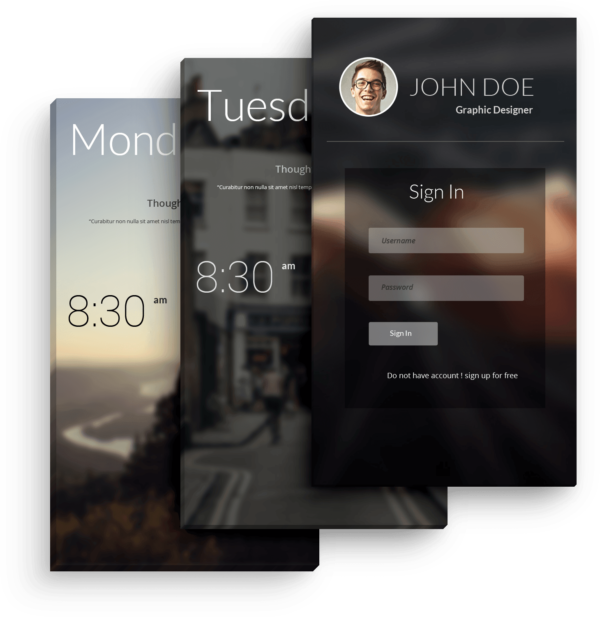 Mond
Though
"Curabitur non nulla sit amet nisl tem
8:30 am
Tuesd
Though
"Curabitur non nulla sit amet nisl temp
8:30 am
JOHN DOE
Graphic Designer
Sign In
Username
Password
Sign In
Do not have account ! sign up for free